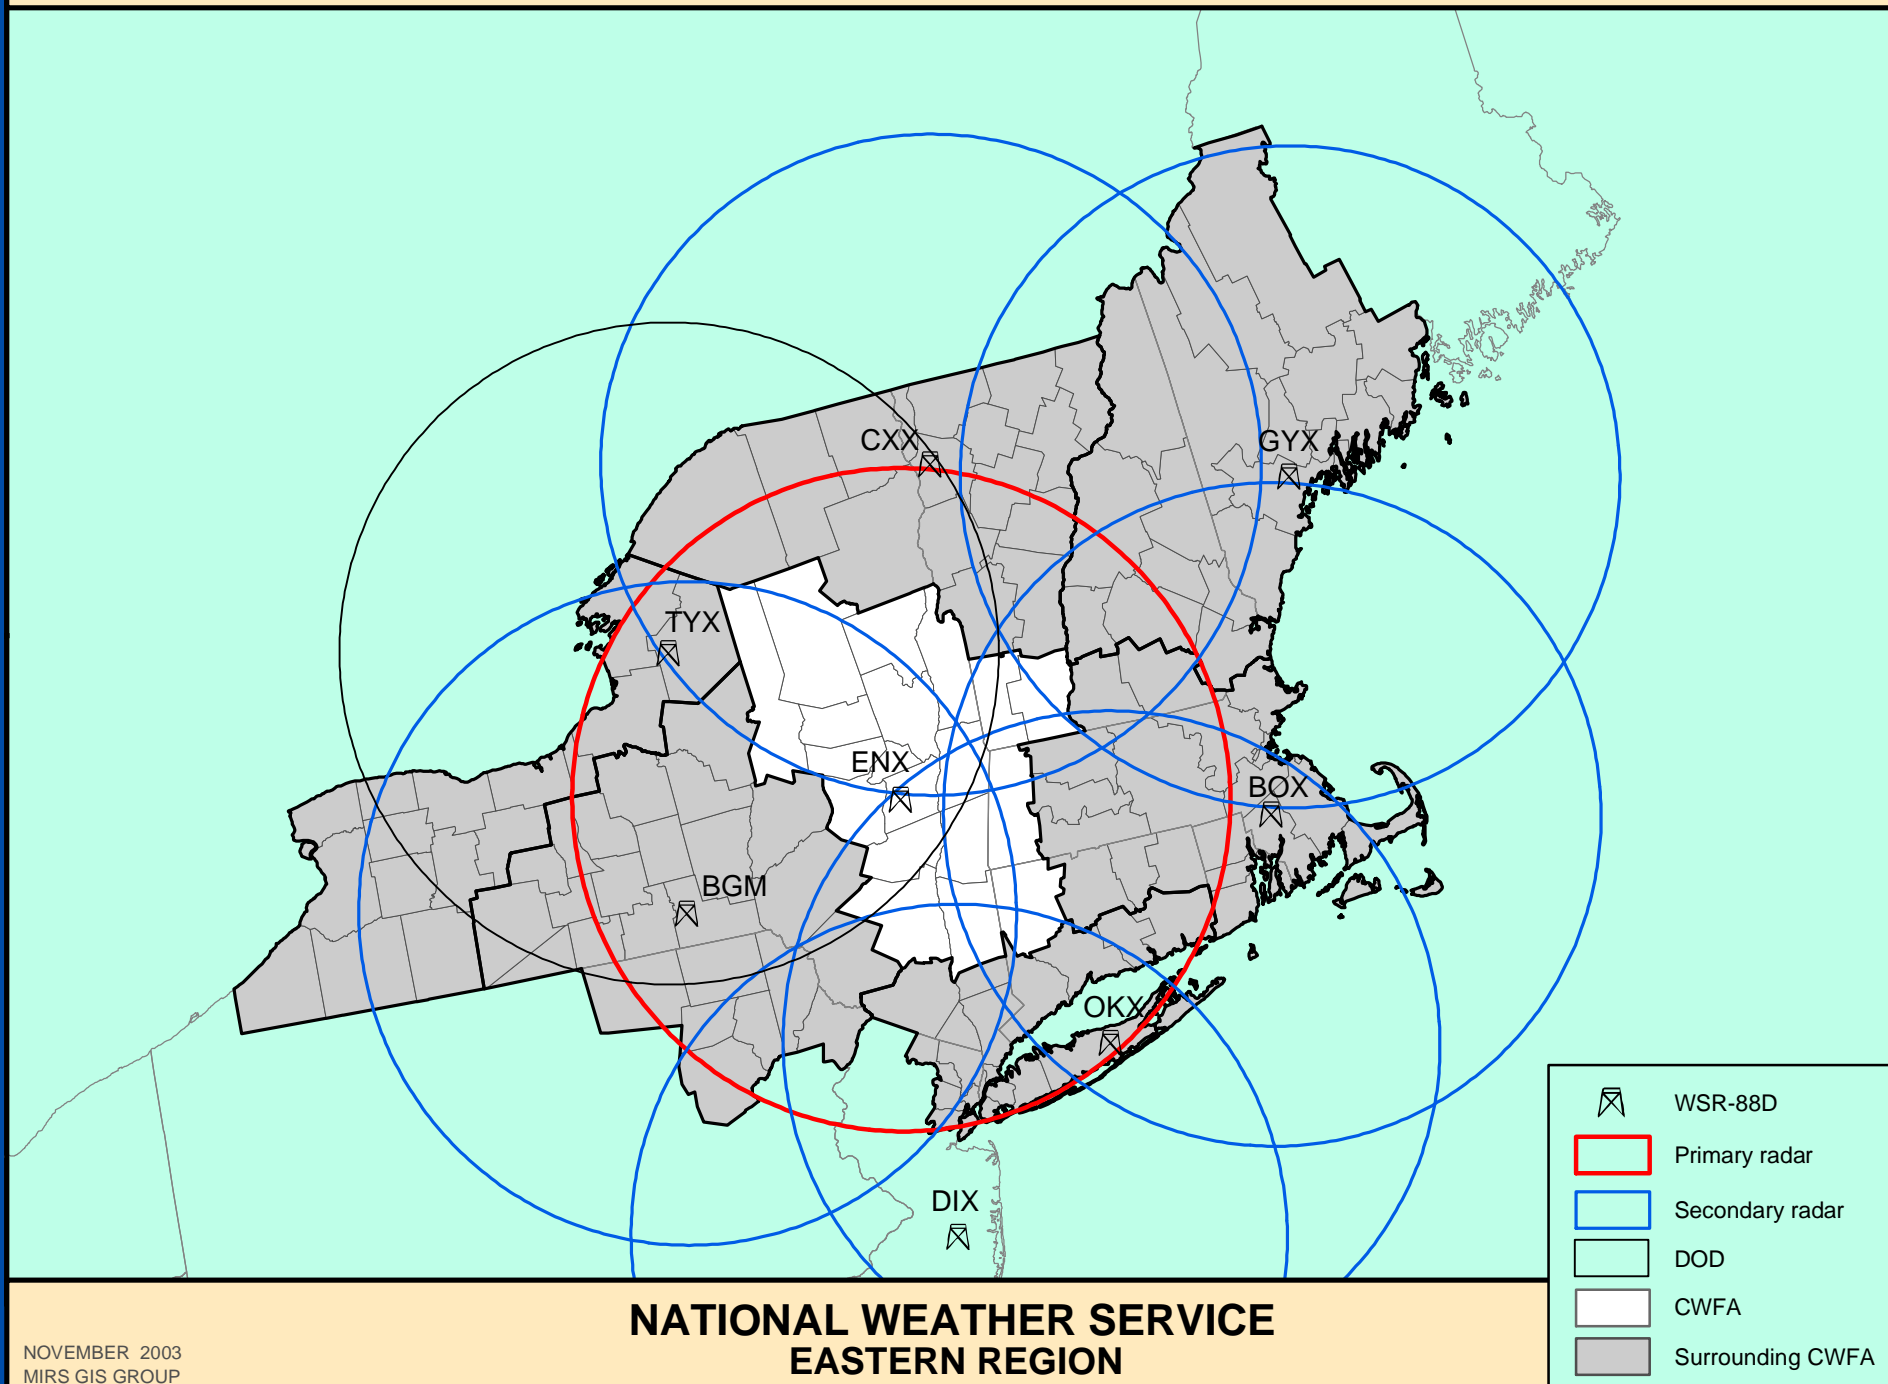 CXX
GYX
TYX
ENX
BOX
BGM
OKX
DIX
WSR-88D
Primary radar
Secondary radar
DOD
CWFA
Surrounding CWFA
NATIONAL WEATHER SERVICE
EASTERN REGION
NOVEMBER 2003
MIRS GIS GROUP